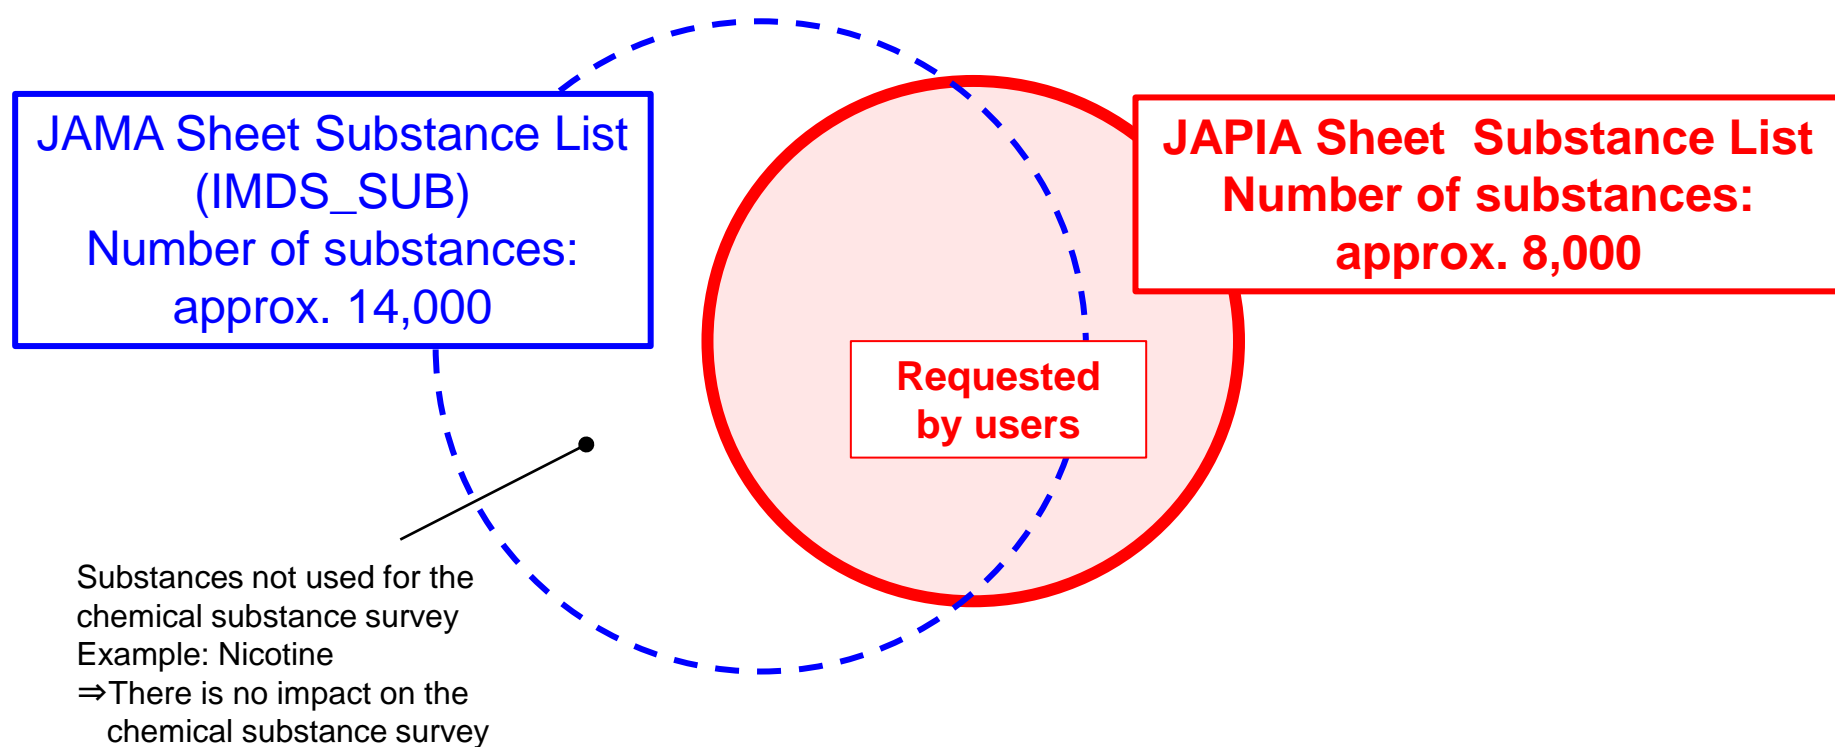 JAMA Sheet Substance List
(IMDS_SUB)
Number of substances:
approx. 14,000
JAPIA Sheet  Substance List
Number of substances:
approx. 8,000
Requested
by users
Substances not used for the
chemical substance survey
Example: Nicotine
⇒There is no impact on the
chemical substance survey